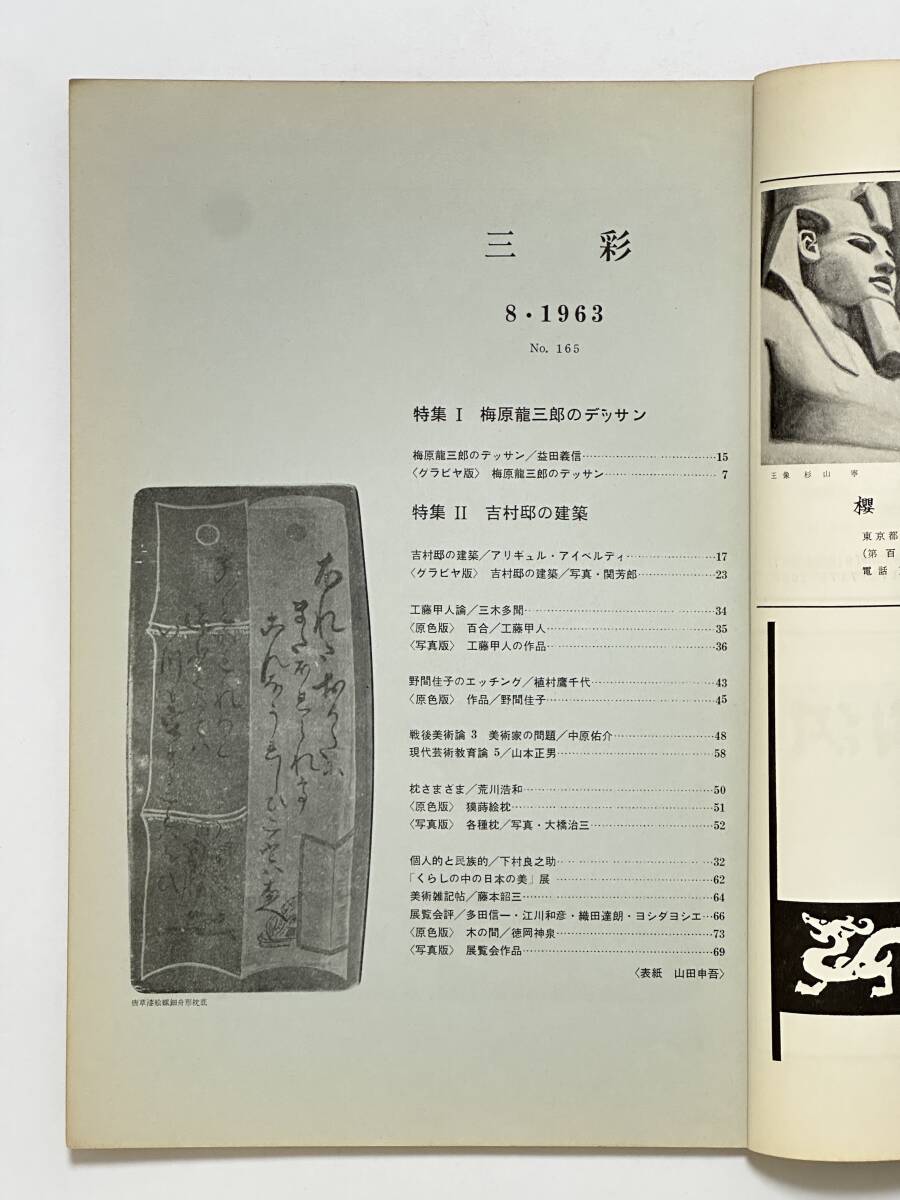 三 彩
8・1963
No. 165
特集 I 梅原龍三郎のデッサン
梅原龍三郎のデッサン／益田義信…………15
〈グラビヤ版〉 梅原龍三郎のデッサン…………7
特集 II 吉村邸の建築
吉村邸の建築／アリギュル・アイベルディ…………17
〈グラビヤ版〉 吉村邸の建築／写真・関芳郎…………23
工藤甲人論／三木多聞…………34
〈原色版〉 百合／工藤甲人…………35
〈写真版〉 工藤甲人の作品…………36
野間佳子のエッチング／植村鷹千代…………43
〈原色版〉 作品／野間佳子…………45
戦後美術論 3 美術家の問題／中原佑介…………48
現代芸術教育論 5／山本正男…………58
枕さまざま／荒川浩和…………50
〈原色版〉 獏蒔絵枕…………51
〈写真版〉 各種枕／写真・大橋治三…………52
個人的と民族的／下村良之助…………32
「くらしの中の日本の美」展…………62
美術雑記帖／藤本韶三…………64
展覧会評／多田信一・江川和彦・織田達朗・ヨシダヨシエ…66
〈原色版〉 木の間／徳岡神泉…………73
〈写真版〉 展覧会作品…………69
〈表紙 山田申吾〉
唐草漆絵螺鈿舟形枕底
王像 杉山寧
櫻
東京都
（第百
電話